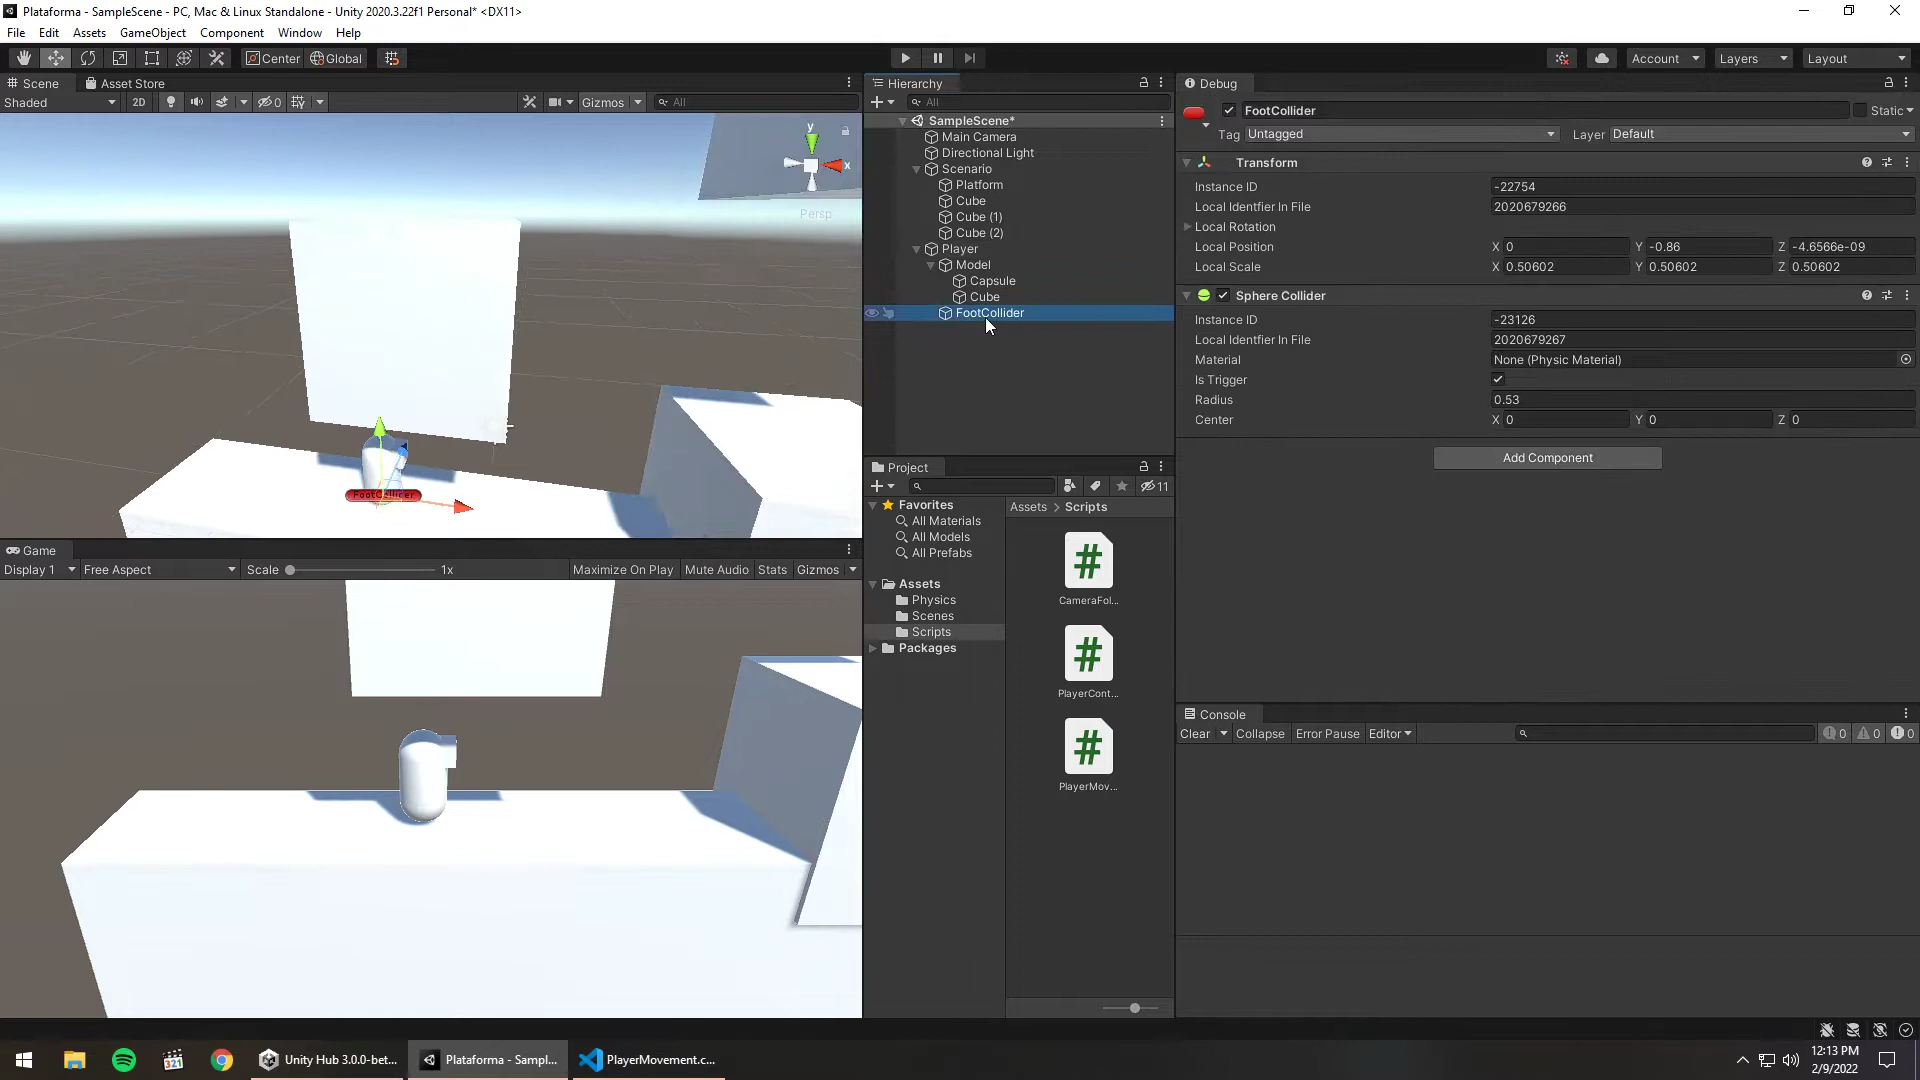 Plataforma - SampleScene - PC, Mac & Linux Standalone - Unity 2020.3.22f1 Personal* <DX11>
File Edit Assets GameObject Component Window Help
Center Global
Account Layers Layout
Scene Asset Store
Shaded 2D 0 Gizmos All
y
x
Persp
FootCollider
Game
Display 1 Free Aspect Scale 1x Maximize On Play Mute Audio Stats Gizmos
Hierarchy
All
SampleScene*
Main Camera
Directional Light
Scenario
Platform
Cube
Cube (1)
Cube (2)
Player
Model
Capsule
Cube
FootCollider
Project
11
Favorites
All Materials
All Models
All Prefabs
Assets
Physics
Scenes
Scripts
Packages
Assets > Scripts
CameraFol...
PlayerCont...
PlayerMov...
Debug
FootCollider Static
Tag Untagged Layer Default
Transform
Instance ID -22754
Local Identfier In File 2020679266
Local Rotation
Local Position X 0 Y -0.86 Z -4.6566e-09
Local Scale X 0.50602 Y 0.50602 Z 0.50602
Sphere Collider
Instance ID -23126
Local Identfier In File 2020679267
Material None (Physic Material)
Is Trigger
Radius 0.53
Center X 0 Y 0 Z 0
Add Component
Console
Clear Collapse Error Pause Editor 0 0 0
321 Unity Hub 3.0.0-bet... Plataforma - Sampl... PlayerMovement.c...
12:13 PM
2/9/2022